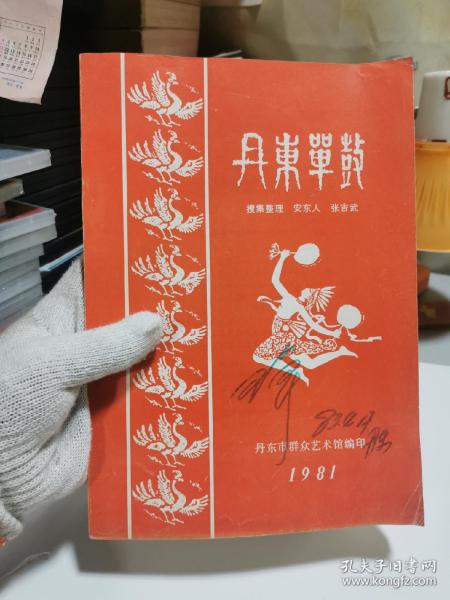 丹東單鼓
搜集整理 安东人 张吉武
丹东市群众艺术馆编印
1981
孔夫子旧书网
www.kongfz.com